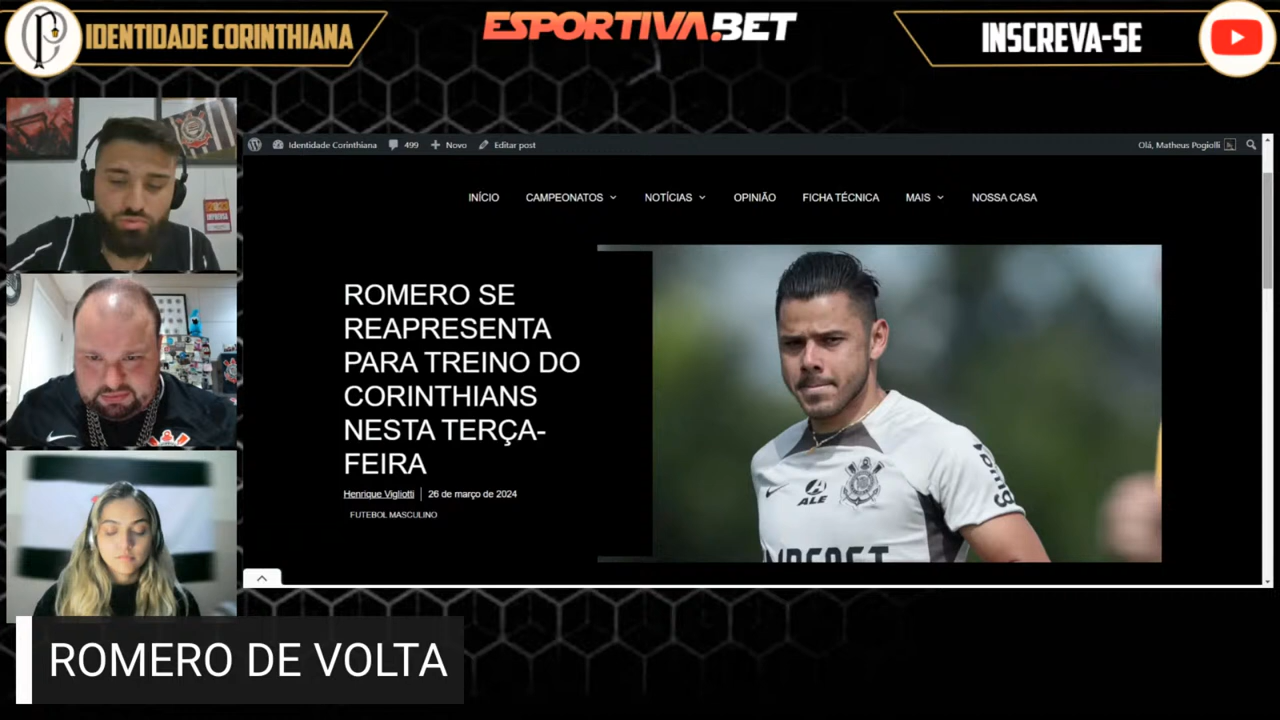 IDENTIDADE CORINTHIANA
ESPORTIVA.BET
INSCREVA-SE
Identidade Corinthiana
499
Novo
Editar post
Olá, Matheus Pogiolli
INÍCIO
CAMPEONATOS
NOTÍCIAS
OPINIÃO
FICHA TÉCNICA
MAIS
NOSSA CASA
ROMERO SE
REAPRESENTA
PARA TREINO DO
CORINTHIANS
NESTA TERÇA-
FEIRA
Henrique Vigliotti
26 de março de 2024
FUTEBOL MASCULINO
ALE
ROMERO DE VOLTA